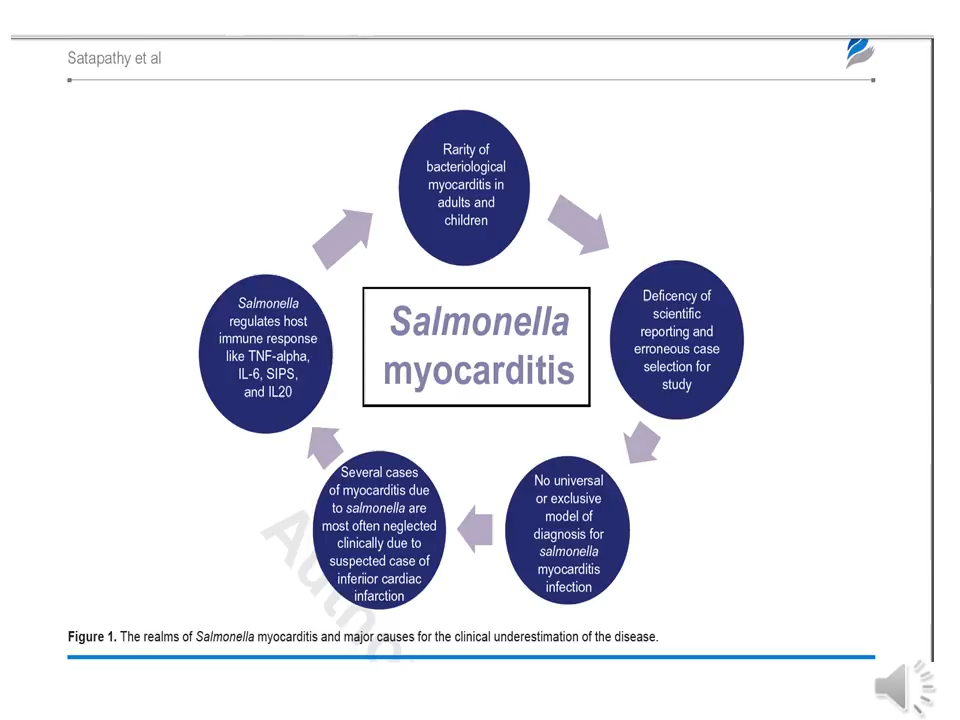 Satapathy et al
Rarity of
bacteriological
myocarditis in
adults and
children
Deficency of
scientific
reporting and
erroneous case
selection for
study
No universal
or exclusive
model of
diagnosis for
salmonella
myocarditis
infection
Several cases
of myocarditis due
to salmonella are
most often neglected
clinically due to
suspected case of
inferiior cardiac
infarction
Salmonella
regulates host
immune response
like TNF-alpha,
IL-6, SIPS,
and IL20
Salmonella
myocarditis
Figure 1. The realms of Salmonella myocarditis and major causes for the clinical underestimation of the disease.